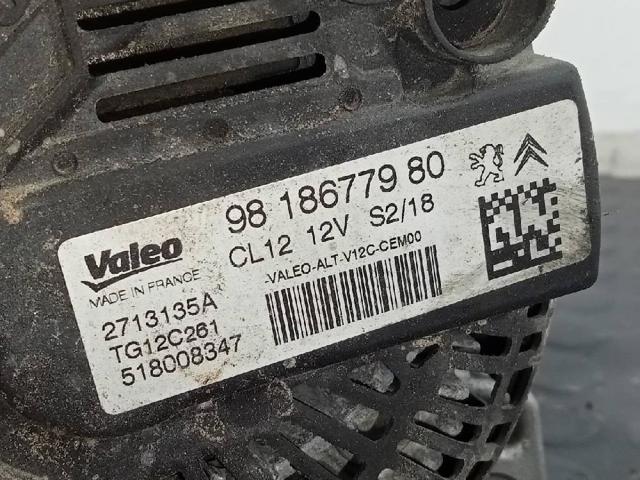 98 186779 80
CL12 12V S2/18
Valeo
MADE IN FRANCE
-VALEO-ALT-V12C-CEM00
2713135A
TG12C261
518008347